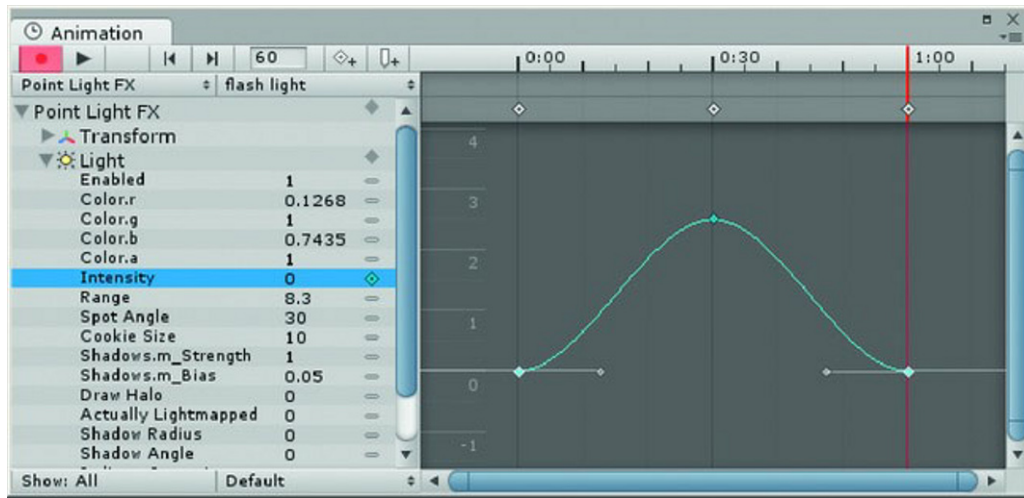 Animation
60
0:00 0:30 1:00
Point Light FX flash light
Point Light FX
Transform
Light
Enabled 1
Color.r 0.1268
Color.g 1
Color.b 0.7435
Color.a 1
Intensity 0
Range 8.3
Spot Angle 30
Cookie Size 10
Shadows.m_Strength 1
Shadows.m_Bias 0.05
Draw Halo 0
Actually Lightmapped 0
Shadow Radius 0
Shadow Angle 0
4
3
2
1
0
-1
Show: All Default